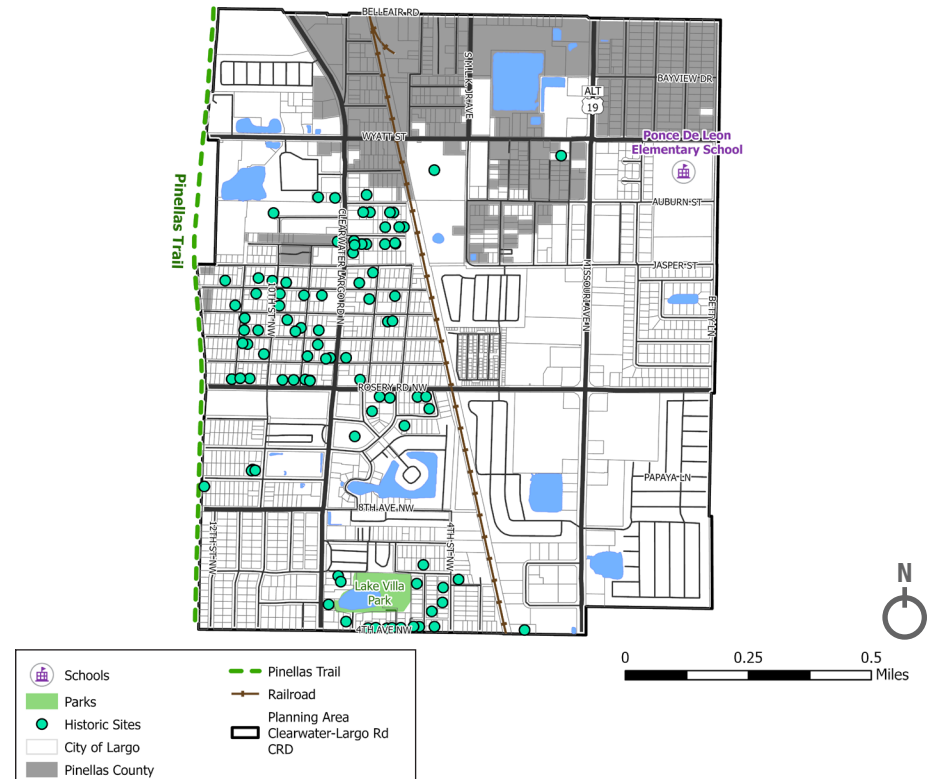 BELLEAIR RD
S M L K JR AVE
BAYVIEW DR
ALT
19
WYATT ST
Ponce De Leon
Elementary School
Pinellas Trail
AUBURN ST
CLEARWATER LARGO RD N
JASPER ST
MISSOURI AVE N
BETTY LN
10TH ST NW
ROSERY RD NW
PAPAYA LN
8TH AVE NW
12TH ST NW
4TH ST NW
Lake Villa
Park
4TH AVE NW
N
0 0.25 0.5
Miles
Schools
Parks
Historic Sites
City of Largo
Pinellas County
Pinellas Trail
Railroad
Planning Area
Clearwater-Largo Rd
CRD